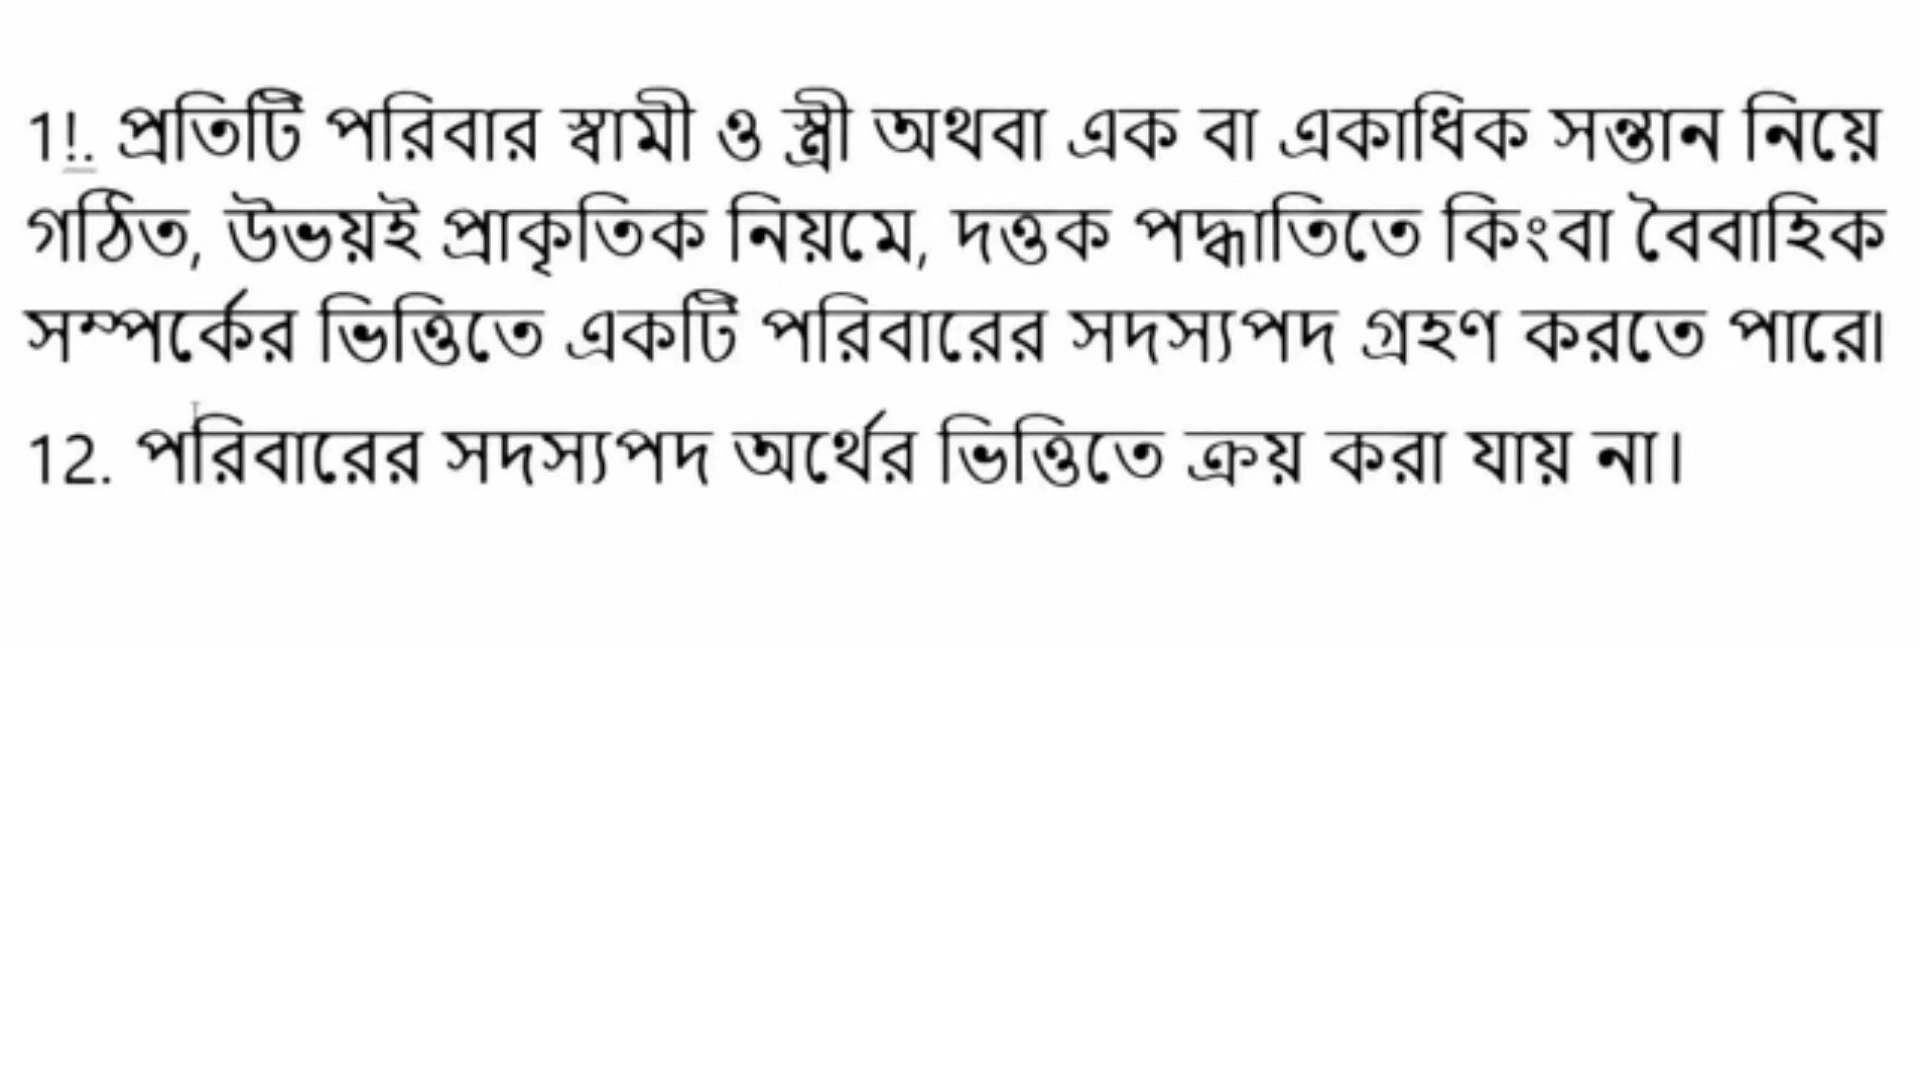 1!. প্রতিটি পরিবার স্বামী ও স্ত্রী অথবা এক বা একাধিক সন্তান নিয়ে
গঠিত, উভয়ই প্রাকৃতিক নিয়মে, দত্তক পদ্ধাতিতে কিংবা বৈবাহিক
সম্পর্কের ভিত্তিতে একটি পরিবারের সদস্যপদ গ্রহণ করতে পারে।
12. পরিবারের সদস্যপদ অর্থের ভিত্তিতে ক্রয় করা যায় না।